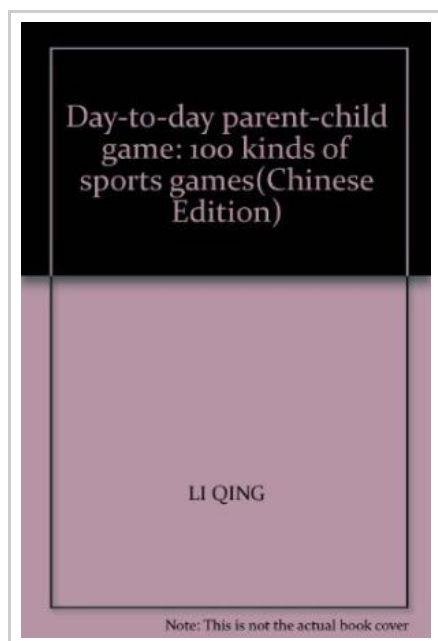 Day-to-day parent-child
game: 100 kinds of
sports games(Chinese
Edition)
LI QING
Note: This is not the actual book cover